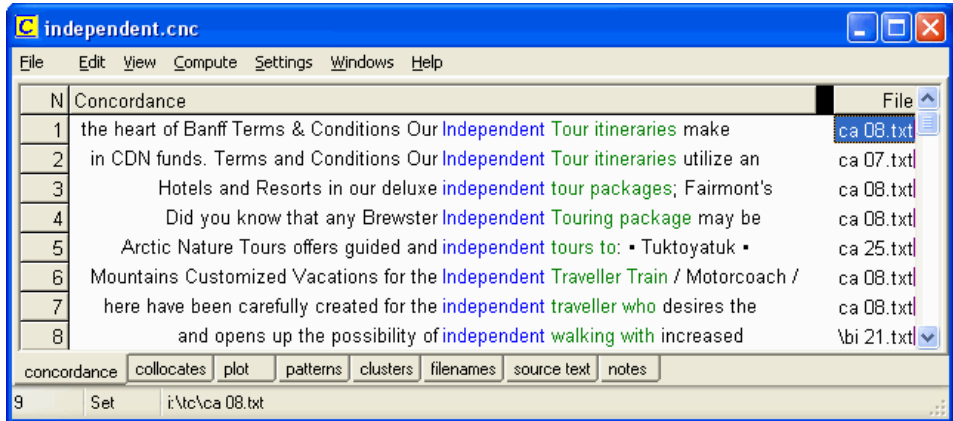 C independent.cnc
File Edit View Compute Settings Windows Help
N Concordance File
1 the heart of Banff Terms & Conditions Our Independent Tour itineraries make ca 08.txt
2 in CDN funds. Terms and Conditions Our Independent Tour itineraries utilize an ca 07.txt
3 Hotels and Resorts in our deluxe independent tour packages; Fairmont's ca 08.txt
4 Did you know that any Brewster Independent Touring package may be ca 08.txt
5 Arctic Nature Tours offers guided and independent tours to: ▪ Tuktoyatuk ▪ ca 25.txt
6 Mountains Customized Vacations for the Independent Traveller Train / Motorcoach / ca 08.txt
7 here have been carefully created for the independent traveller who desires the ca 08.txt
8 and opens up the possibility of independent walking with increased \bi 21.txt
concordance collocates plot patterns clusters filenames source text notes
9 Set i:\tc\ca 08.txt